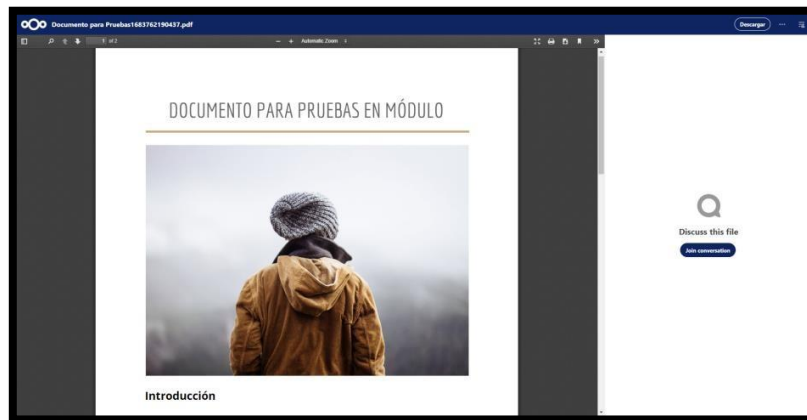 Documento para Pruebas1683762190437.pdf
Descargar
1 of 2
Automatic Zoom
DOCUMENTO PARA PRUEBAS EN MÓDULO
Introducción
Discuss this file
Join conversation